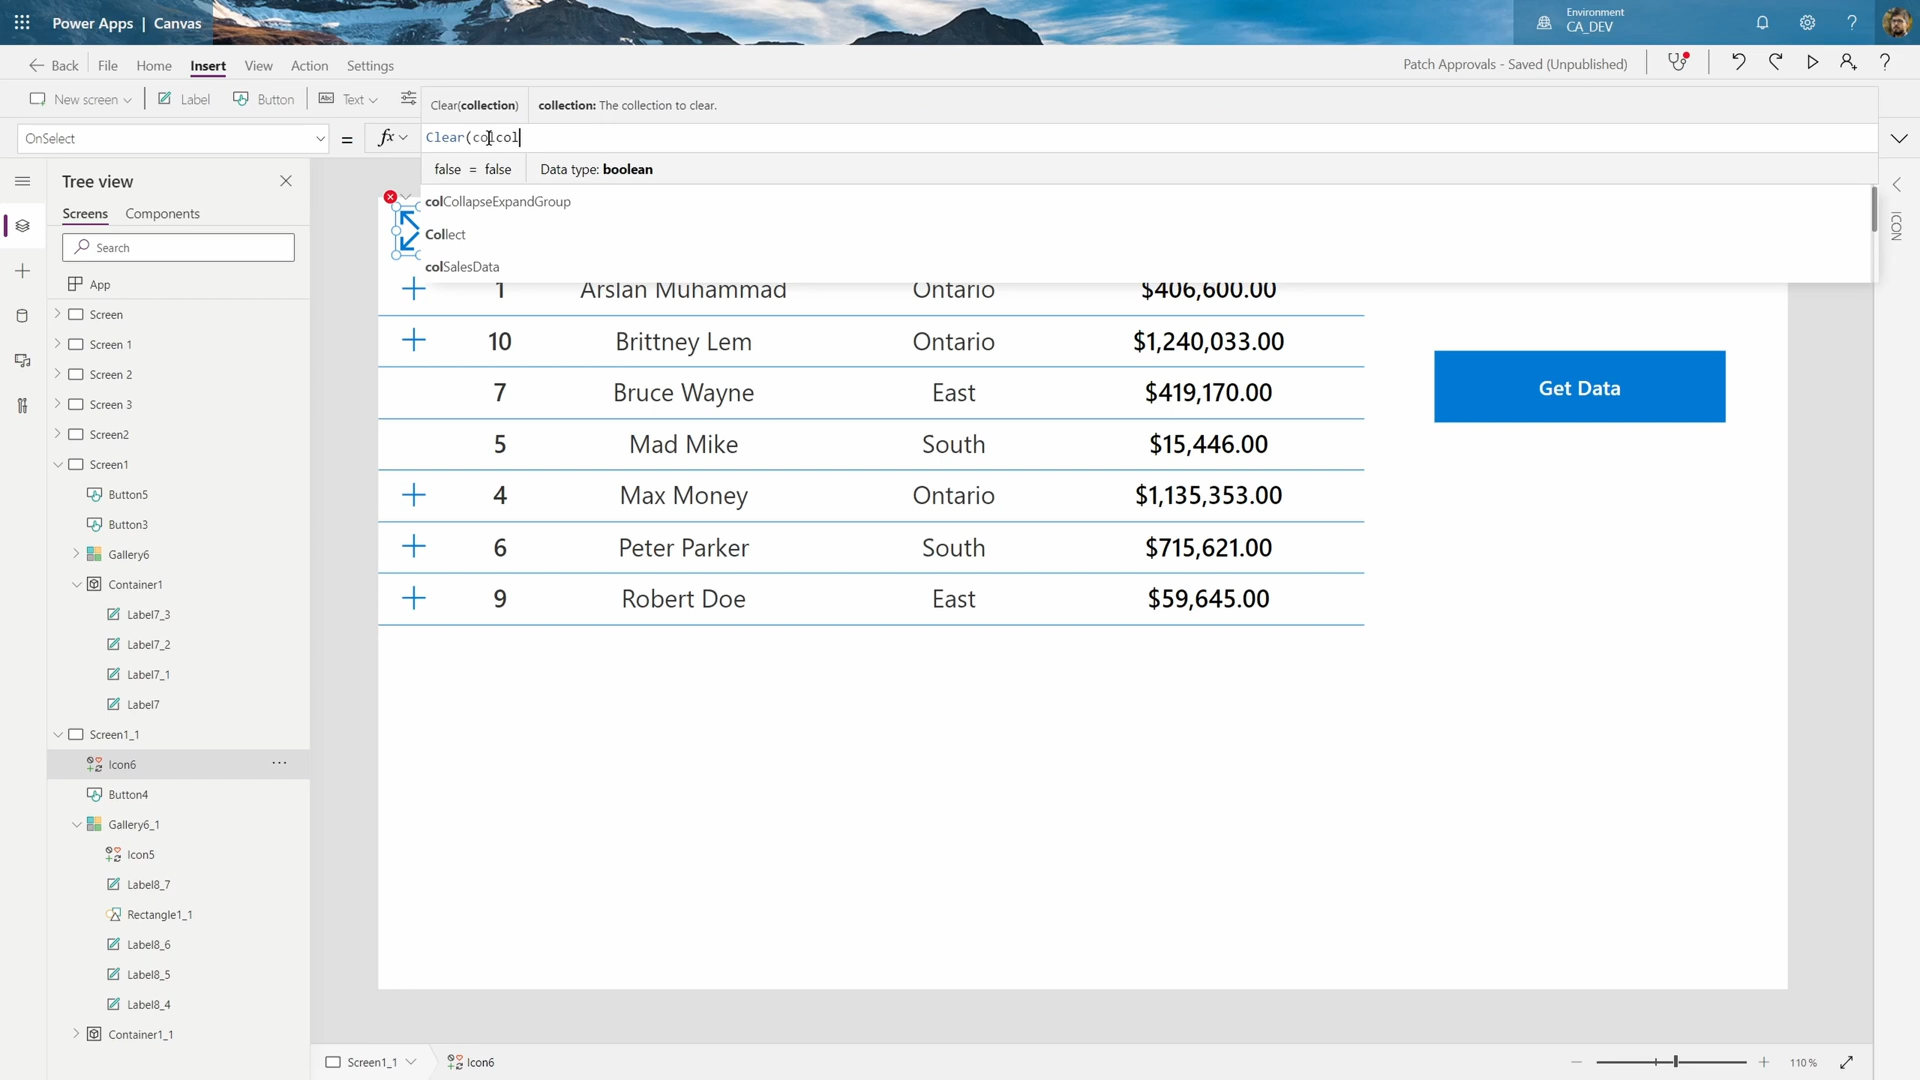 Power Apps | Canvas
Environment
CA_DEV
?
Back
File
Home
Insert
View
Action
Settings
Patch Approvals - Saved (Unpublished)
?
New screen
Label
Button
Abc Text
Clear(collection)
collection: The collection to clear.
OnSelect
=
fx
Clear(colcol
false = false
Data type: boolean
Tree view
Screens
Components
Search
App
Screen
Screen 1
Screen 2
Screen 3
Screen2
Screen1
Button5
Button3
Gallery6
Container1
Label7_3
Label7_2
Label7_1
Label7
Screen1_1
Icon6
...
Button4
Gallery6_1
Icon5
Label8_7
Rectangle1_1
Label8_6
Label8_5
Label8_4
Container1_1
colCollapseExpandGroup
Collect
colSalesData
1 Arslan Muhammad Ontario $406,600.00
10 Brittney Lem Ontario $1,240,033.00
7 Bruce Wayne East $419,170.00
5 Mad Mike South $15,446.00
4 Max Money Ontario $1,135,353.00
6 Peter Parker South $715,621.00
9 Robert Doe East $59,645.00
Get Data
ICON
Screen1_1
Icon6
110 %